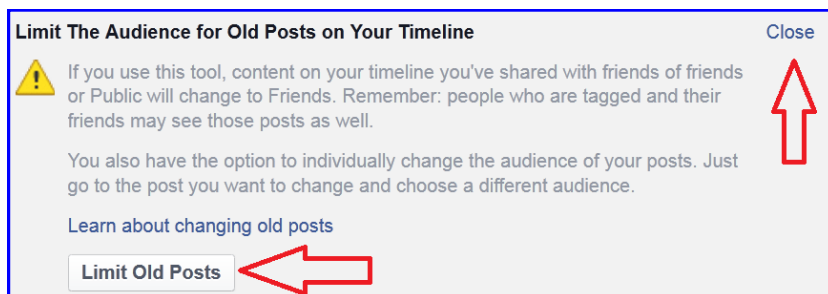 Limit The Audience for Old Posts on Your Timeline Close
If you use this tool, content on your timeline you've shared with friends of friends
or Public will change to Friends. Remember: people who are tagged and their
friends may see those posts as well.
You also have the option to individually change the audience of your posts. Just
go to the post you want to change and choose a different audience.
Learn about changing old posts
Limit Old Posts